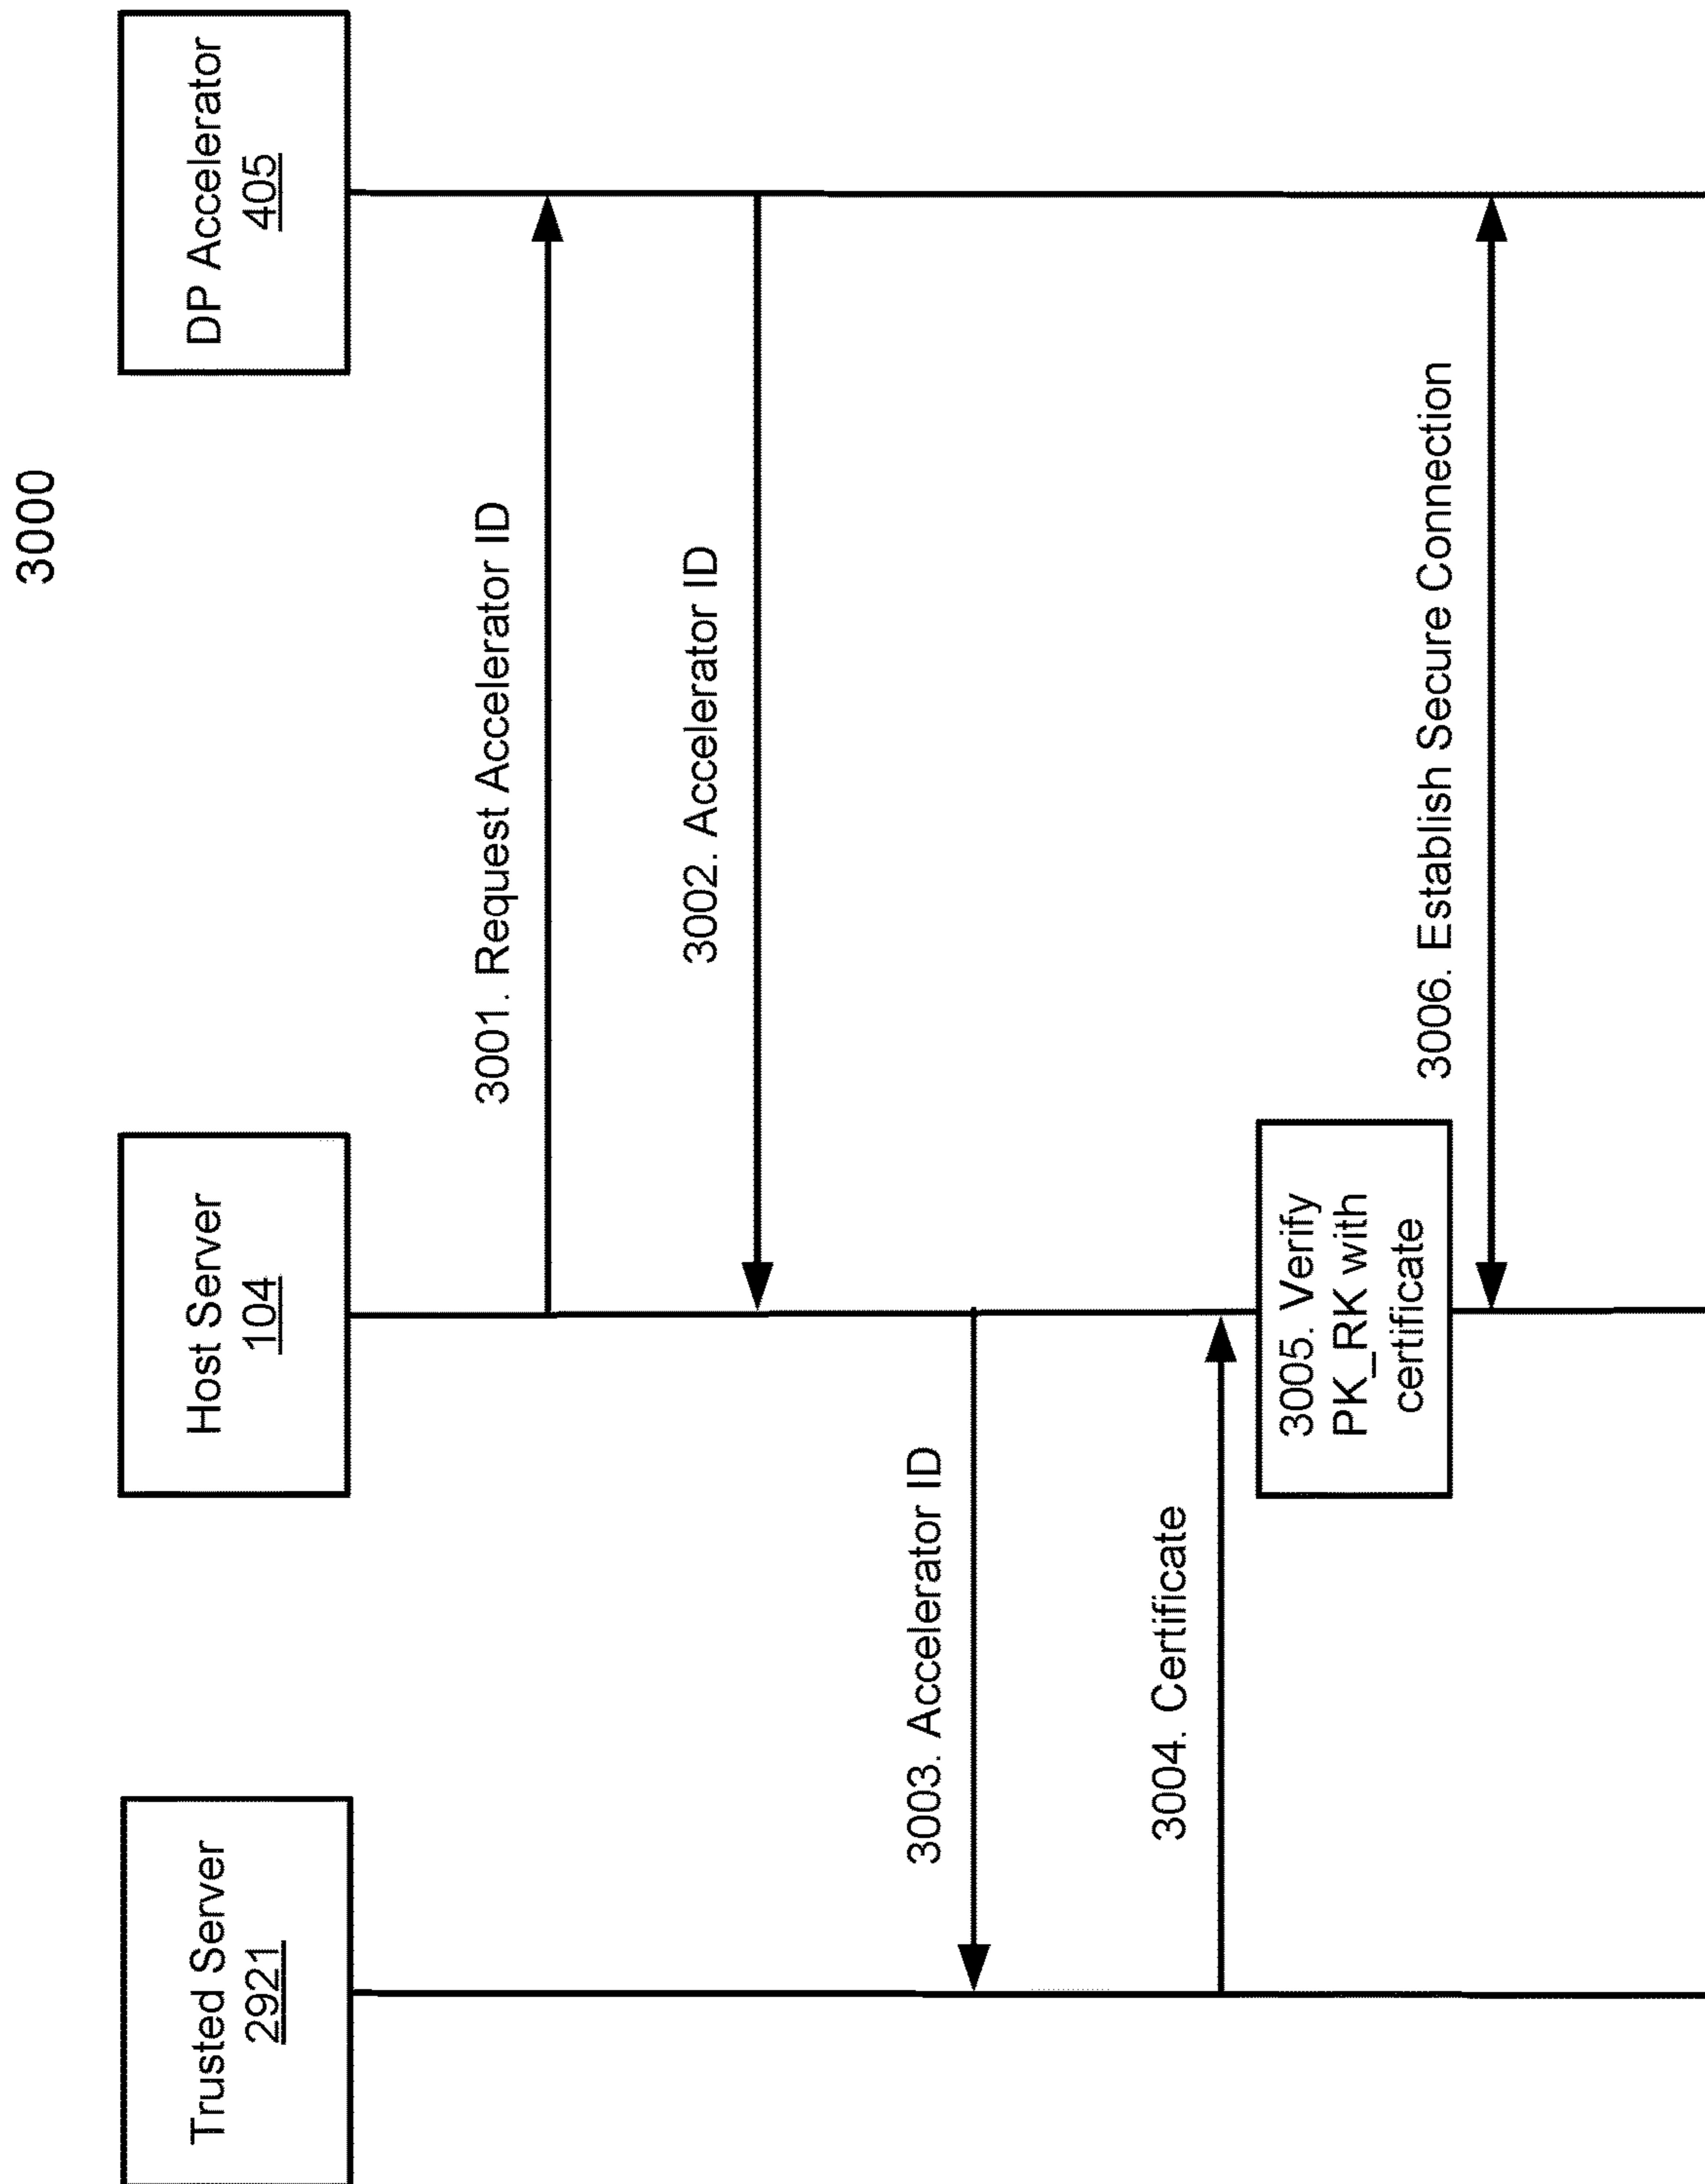 3000
Trusted Server
2921
Host Server
104
DP Accelerator
405
3001. Request Accelerator ID
3002. Accelerator ID
3003. Accelerator ID
3004. Certificate
3005. Verify
PK_RK with
certificate
3006. Establish Secure Connection